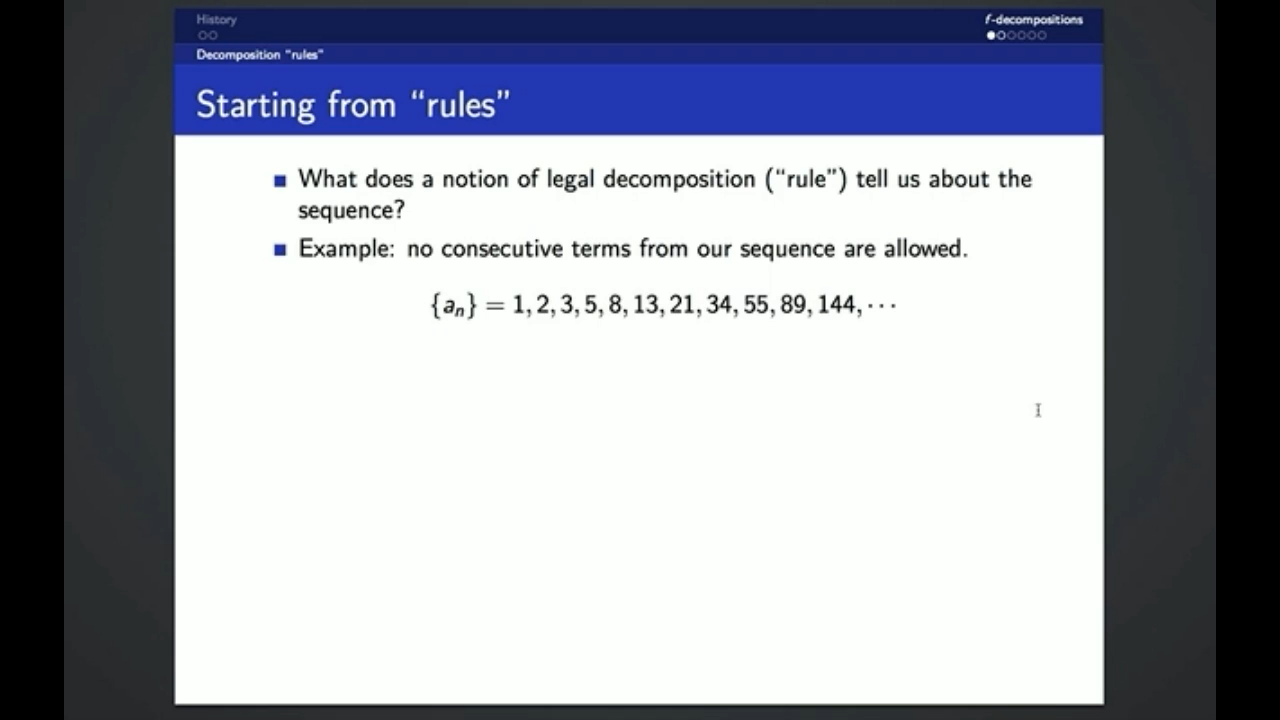 History
f-decompositions
Decomposition “rules”
Starting from “rules”
What does a notion of legal decomposition (“rule”) tell us about the
sequence?
Example: no consecutive terms from our sequence are allowed.
{aₙ} = 1, 2, 3, 5, 8, 13, 21, 34, 55, 89, 144, · · ·